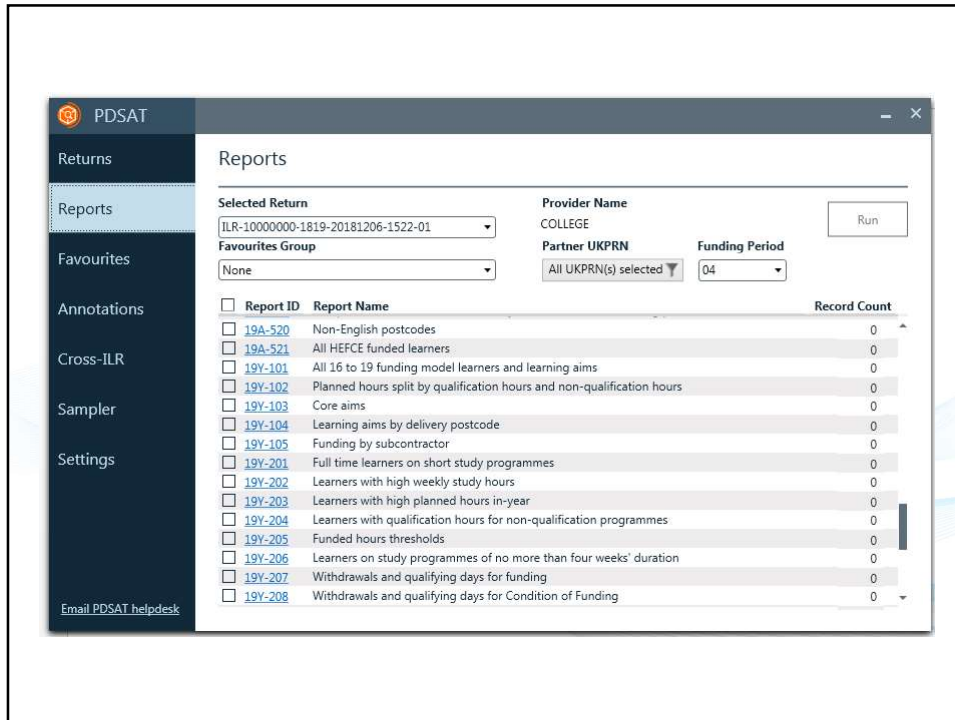 PDSAT
Returns
Reports
Favourites
Annotations
Cross-ILR
Sampler
Settings
Email PDSAT helpdesk
Reports
Selected Return
ILR-10000000-1819-20181206-1522-01
Provider Name
COLLEGE
Run
Favourites Group
None
Partner UKPRN
All UKPRN(s) selected
Funding Period
04
Report ID Report Name Record Count
19A-520 Non-English postcodes 0
19A-521 All HEFCE funded learners 0
19Y-101 All 16 to 19 funding model learners and learning aims 0
19Y-102 Planned hours split by qualification hours and non-qualification hours 0
19Y-103 Core aims 0
19Y-104 Learning aims by delivery postcode 0
19Y-105 Funding by subcontractor 0
19Y-201 Full time learners on short study programmes 0
19Y-202 Learners with high weekly study hours 0
19Y-203 Learners with high planned hours in-year 0
19Y-204 Learners with qualification hours for non-qualification programmes 0
19Y-205 Funded hours thresholds 0
19Y-206 Learners on study programmes of no more than four weeks' duration 0
19Y-207 Withdrawals and qualifying days for funding 0
19Y-208 Withdrawals and qualifying days for Condition of Funding 0